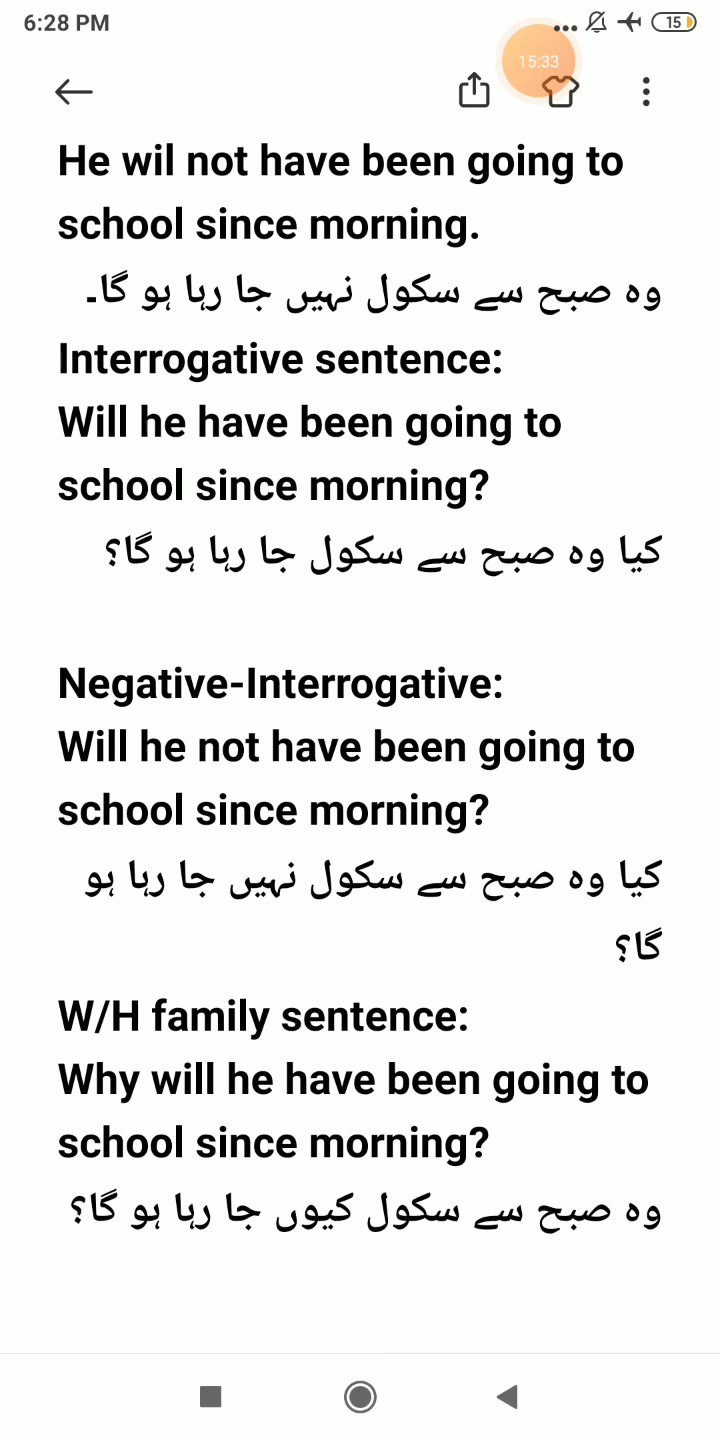 6:28 PM
15
15:33
He wil not have been going to
school since morning.
وہ صبح سے سکول نہیں جا رہا ہو گا۔
Interrogative sentence:
Will he have been going to
school since morning?
کیا وہ صبح سے سکول جا رہا ہو گا؟
Negative-Interrogative:
Will he not have been going to
school since morning?
کیا وہ صبح سے سکول نہیں جا رہا ہو
گا؟
W/H family sentence:
Why will he have been going to
school since morning?
وہ صبح سے سکول کیوں جا رہا ہو گا؟